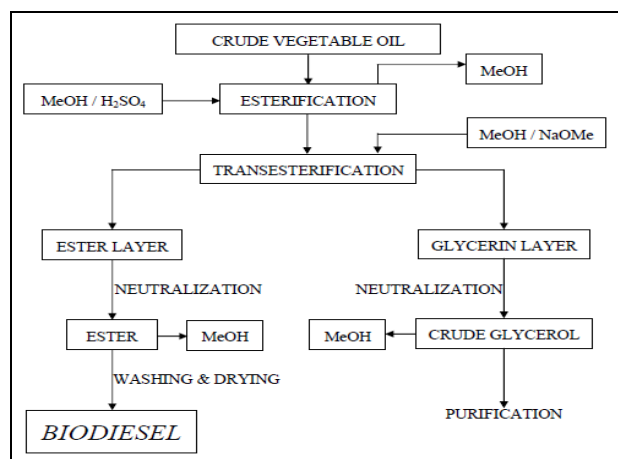 CRUDE VEGETABLE OIL
MeOH
MeOH / H₂SO₄
ESTERIFICATION
MeOH / NaOMe
TRANSESTERIFICATION
ESTER LAYER
GLYCERIN LAYER
NEUTRALIZATION
NEUTRALIZATION
ESTER
MeOH
MeOH
CRUDE GLYCEROL
WASHING & DRYING
PURIFICATION
BIODIESEL